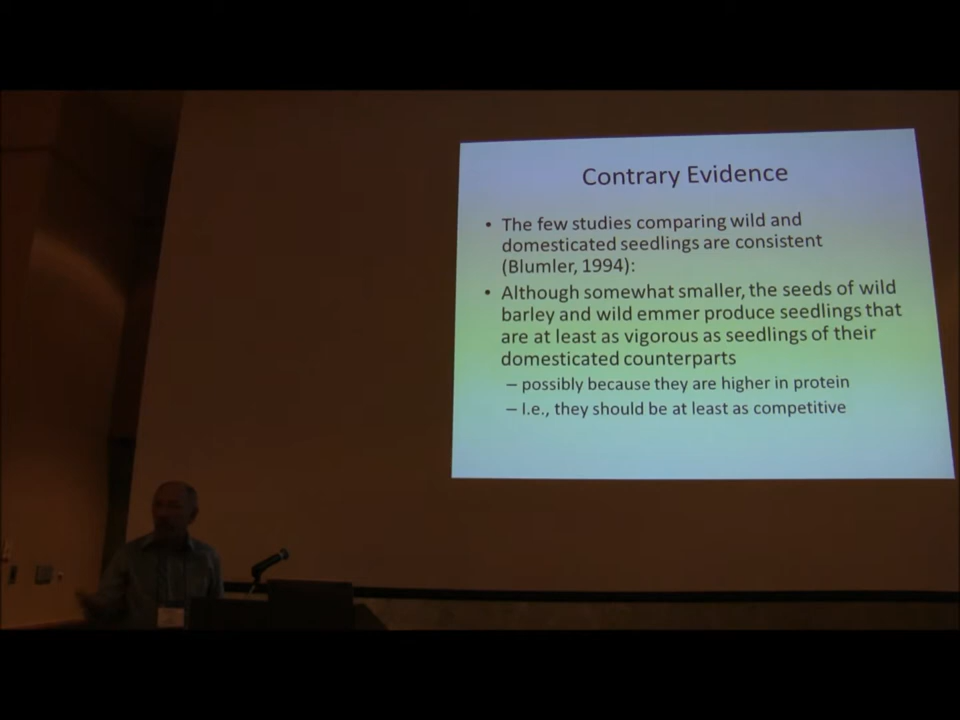 Contrary Evidence
• The few studies comparing wild and
domesticated seedlings are consistent
(Blumler, 1994):
• Although somewhat smaller, the seeds of wild
barley and wild emmer produce seedlings that
are at least as vigorous as seedlings of their
domesticated counterparts
– possibly because they are higher in protein
– I.e., they should be at least as competitive